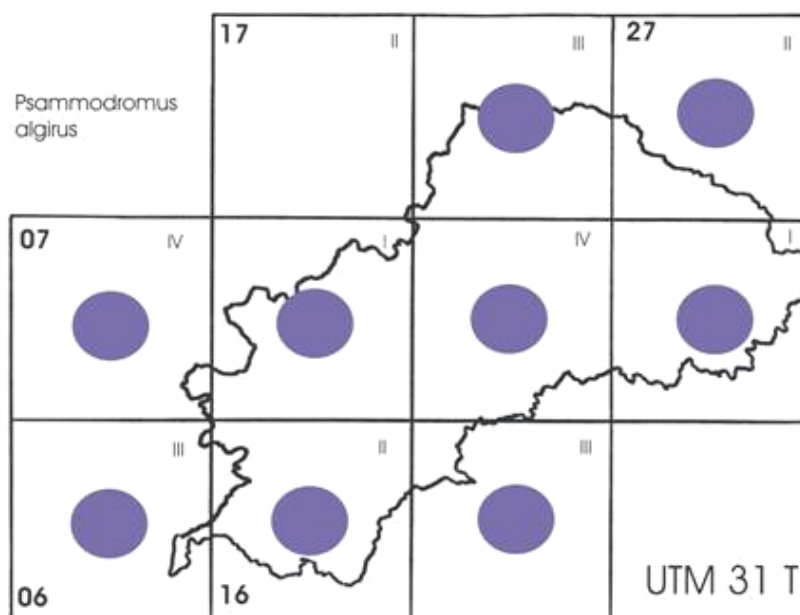 17
II
III
27
II
Psammodromus
algirus
07
IV
I
IV
I
III
II
III
06
16
UTM 31 T